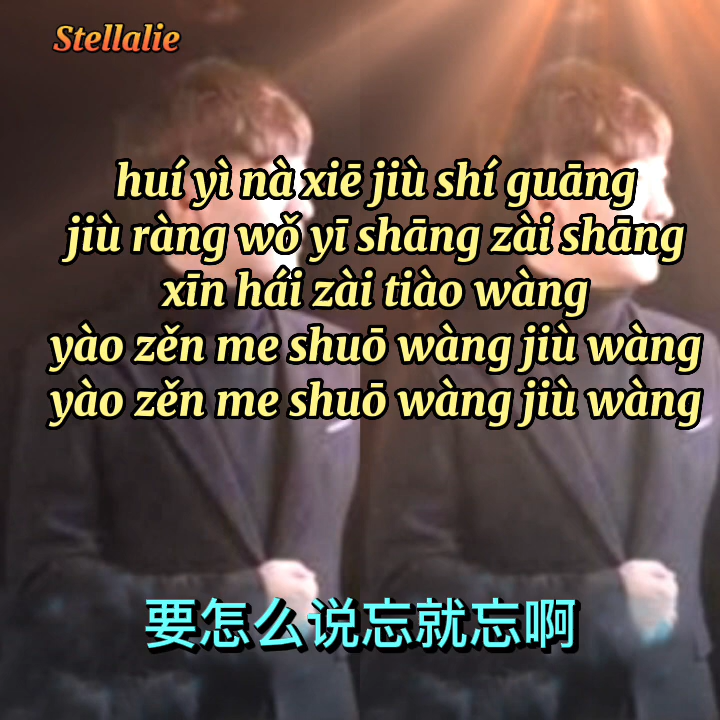 Stellalie
huí yì nà xiē jiù shí guāng
jiù ràng wǒ yī shāng zài shāng
xīn hái zài tiào wàng
yào zěn me shuō wàng jiù wàng
yào zěn me shuō wàng jiù wàng
要怎么说忘就忘啊